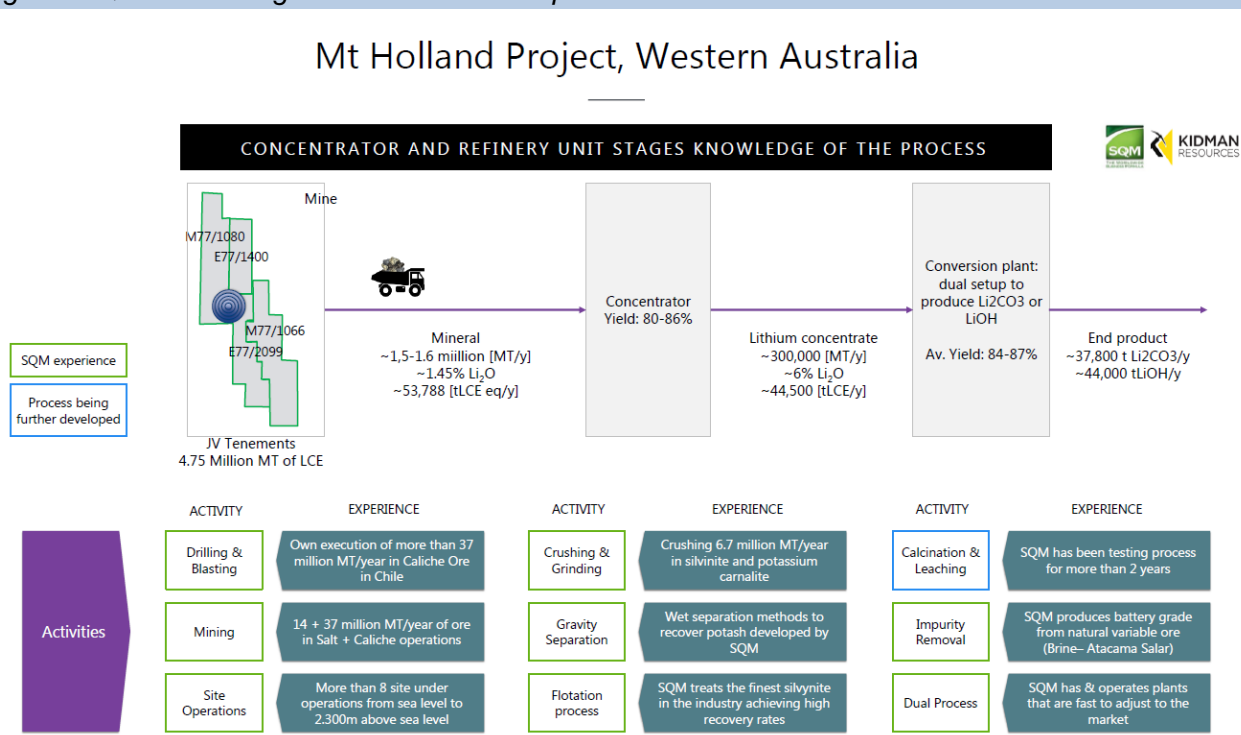 Mt Holland Project, Western Australia
CONCENTRATOR AND REFINERY UNIT STAGES KNOWLEDGE OF THE PROCESS
SQM
KIDMAN
RESOURCES
Mine
M77/1080
E77/1400
M77/1066
E77/2099
JV Tenements
4.75 Million MT of LCE
SQM experience
Process being
further developed
Mineral
~1,5-1.6 miillion [MT/y]
~1.45% Li₂O
~53,788 [tLCE eq/y]
Concentrator
Yield: 80-86%
Lithium concentrate
~300,000 [MT/y]
~6% Li₂O
~44,500 [tLCE/y]
Conversion plant:
dual setup to
produce Li2CO3 or
LiOH
Av. Yield: 84-87%
End product
~37,800 t Li2CO3/y
~44,000 tLiOH/y
Activities
ACTIVITY
EXPERIENCE
Drilling &
Blasting
Own execution of more than 37
million MT/year in Caliche Ore
in Chile
Mining
14 + 37 million MT/year of ore
in Salt + Caliche operations
Site
Operations
More than 8 site under
operations from sea level to
2.300m above sea level
ACTIVITY
EXPERIENCE
Crushing &
Grinding
Crushing 6.7 million MT/year
in silvinite and potassium
carnalite
Gravity
Separation
Wet separation methods to
recover potash developed by
SQM
Flotation
process
SQM treats the finest silvynite
in the industry achieving high
recovery rates
ACTIVITY
EXPERIENCE
Calcination &
Leaching
SQM has been testing process
for more than 2 years
Impurity
Removal
SQM produces battery grade
from natural variable ore
(Brine– Atacama Salar)
Dual Process
SQM has & operates plants
that are fast to adjust to the
market